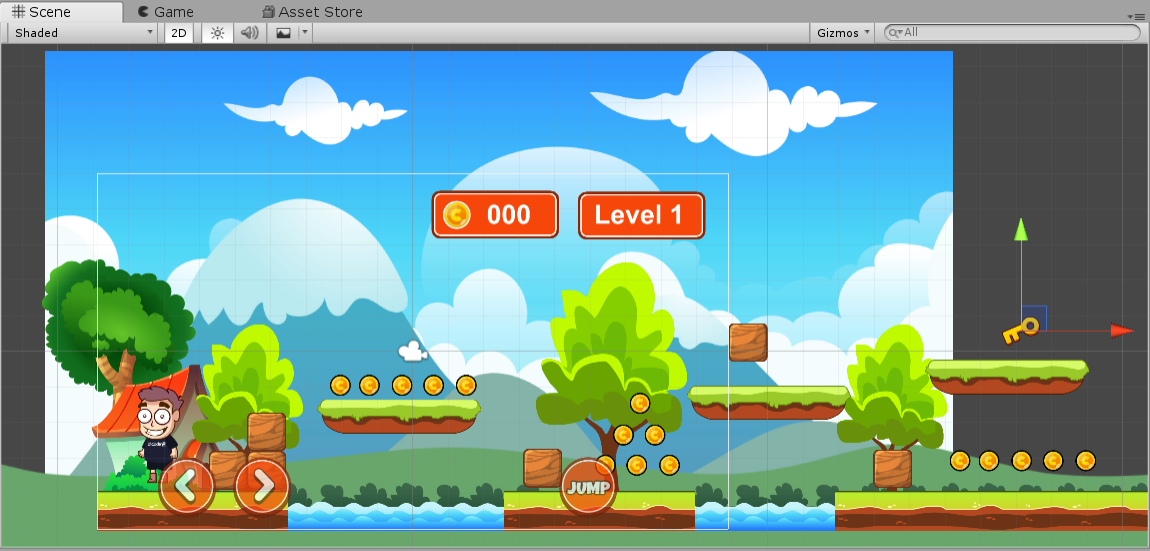 Scene Game Asset Store
Shaded 2D Gizmos All
000 Level 1
JUMP